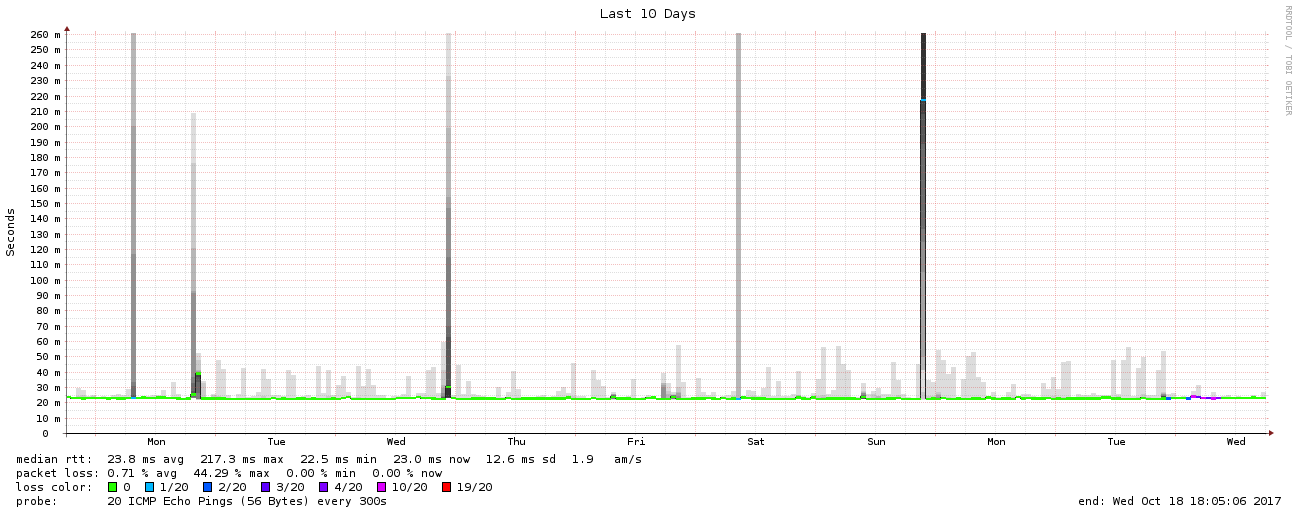 Last 10 Days
RRDTOOL / TOBI OETIKER
Seconds
260 m
250 m
240 m
230 m
220 m
210 m
200 m
190 m
180 m
170 m
160 m
150 m
140 m
130 m
120 m
110 m
100 m
90 m
80 m
70 m
60 m
50 m
40 m
30 m
20 m
10 m
0
Mon Tue Wed Thu Fri Sat Sun Mon Tue Wed
median rtt: 23.8 ms avg 217.3 ms max 22.5 ms min 23.0 ms now 12.6 ms sd 1.9 am/s
packet loss: 0.71 % avg 44.29 % max 0.00 % min 0.00 % now
loss color: 0 1/20 2/20 3/20 4/20 10/20 19/20
probe: 20 ICMP Echo Pings (56 Bytes) every 300s end: Wed Oct 18 18:05:06 2017